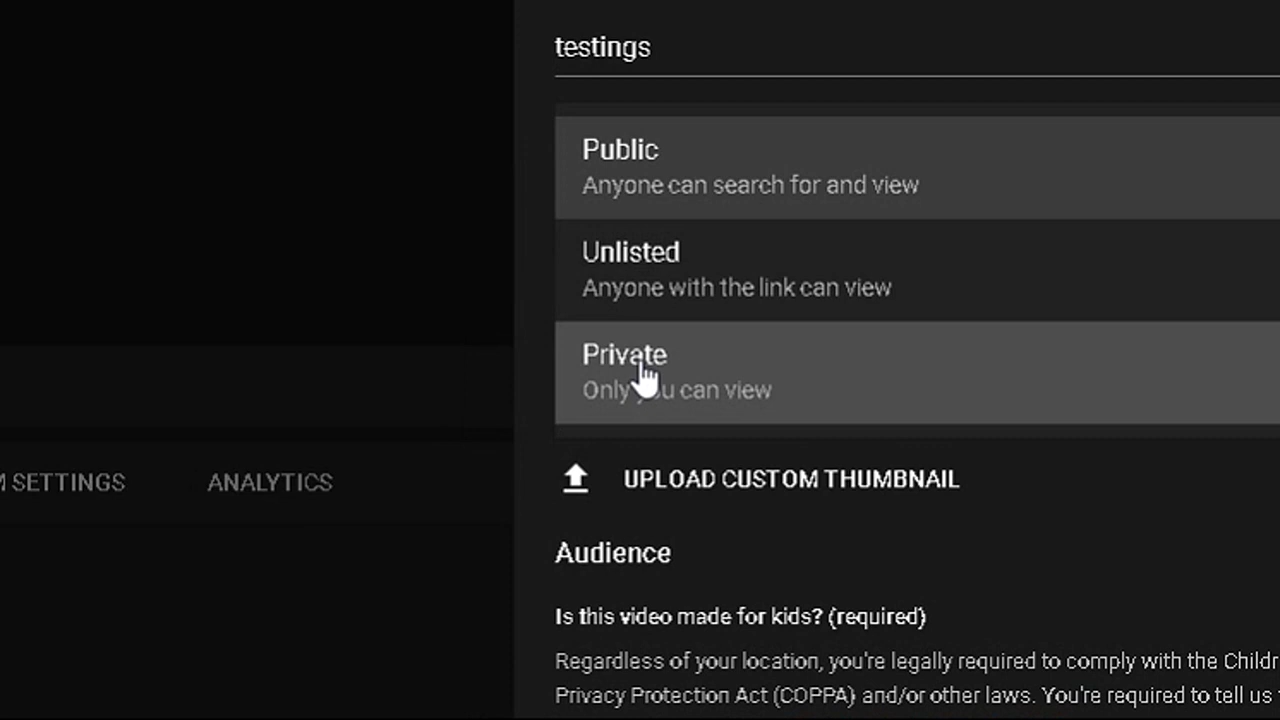 testings
Public
Anyone can search for and view
Unlisted
Anyone with the link can view
Private
Only you can view
SETTINGS ANALYTICS
UPLOAD CUSTOM THUMBNAIL
Audience
Is this video made for kids? (required)
Regardless of your location, you're legally required to comply with the Childr
Privacy Protection Act (COPPA) and/or other laws. You're required to tell us